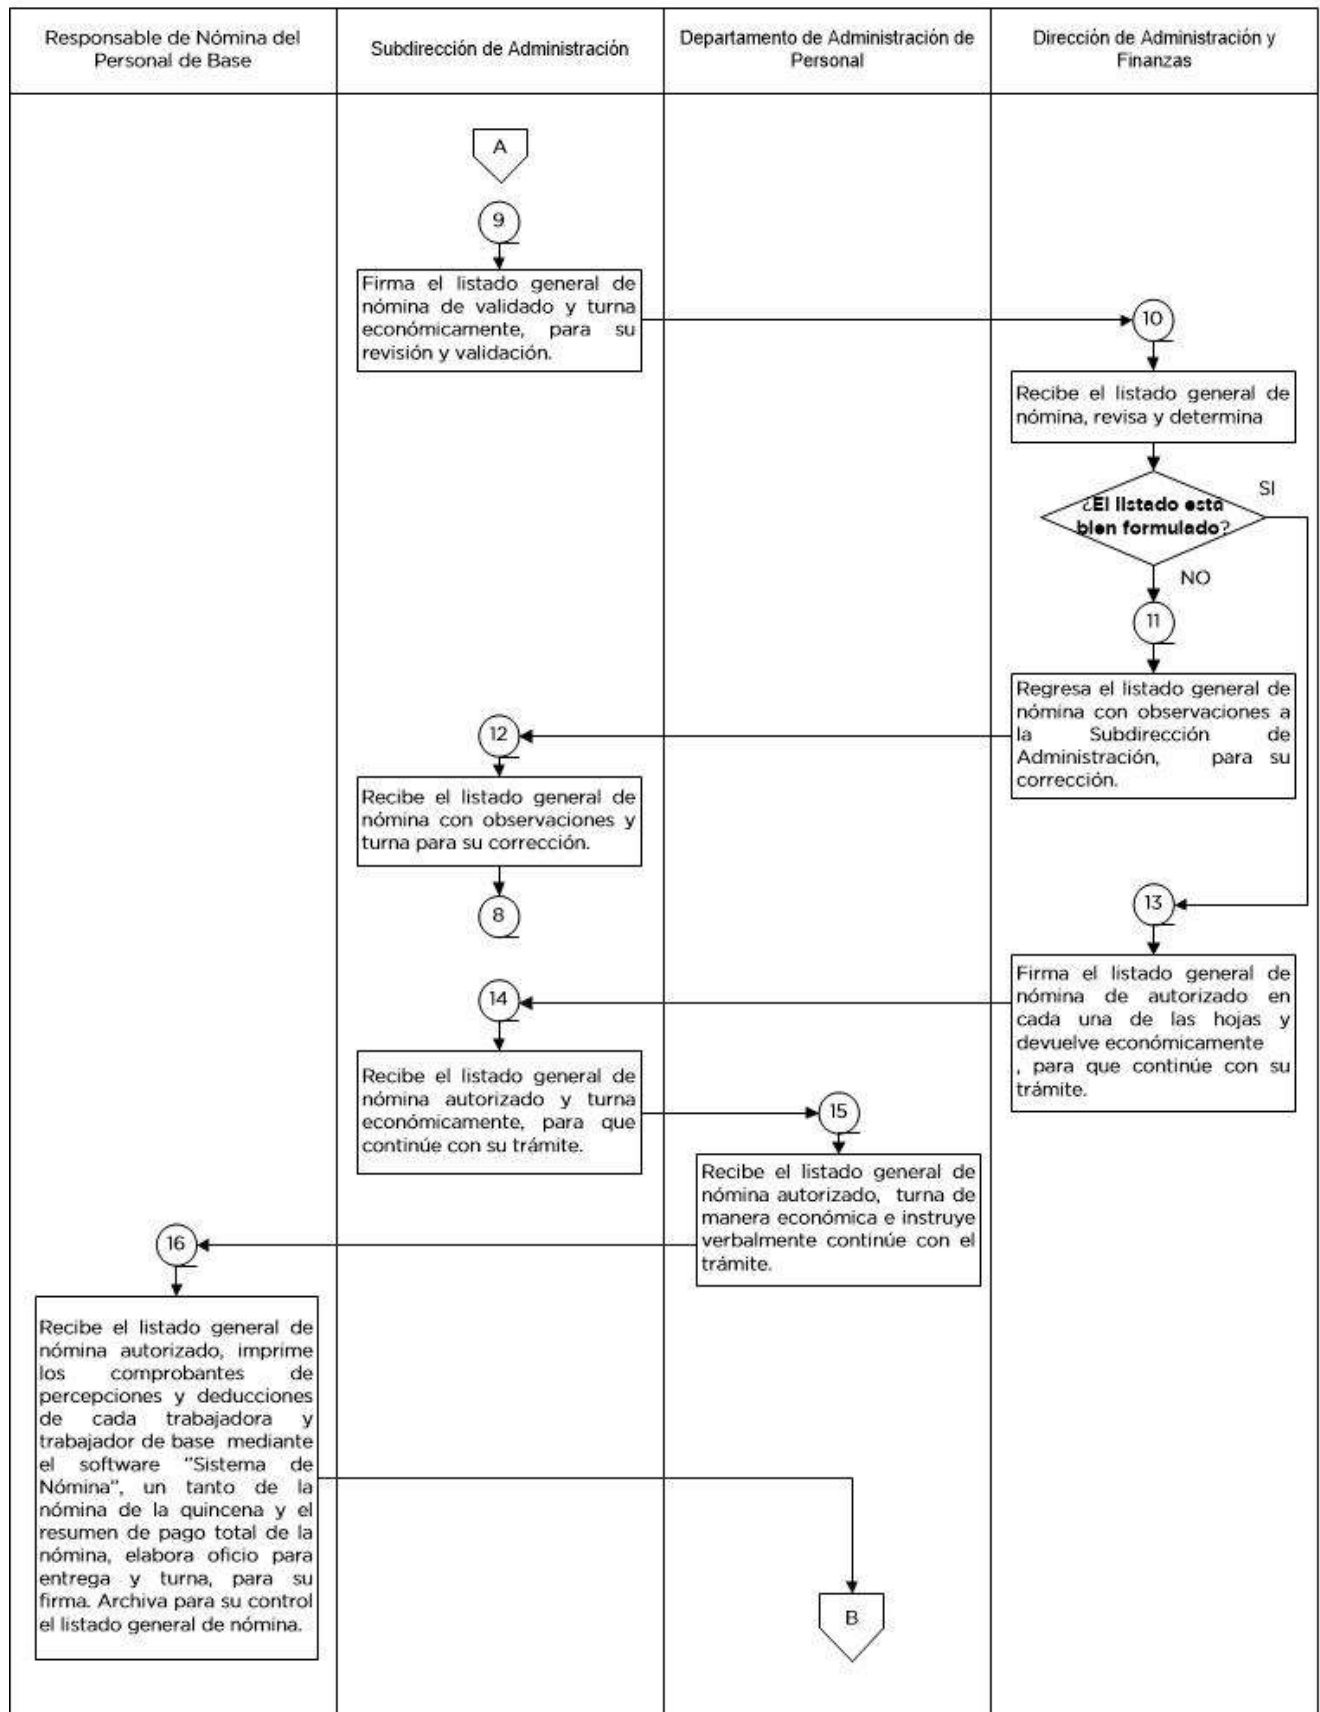 Responsable de Nómina del
Personal de Base
Subdirección de Administración
Departamento de Administración de
Personal
Dirección de Administración y
Finanzas
A
9
Firma el listado general de
nómina de validado y turna
económicamente, para su
revisión y validación.
10
Recibe el listado general de
nómina, revisa y determina
¿El listado está
bien formulado?
SI
NO
11
Regresa el listado general de
nómina con observaciones a
la Subdirección de
Administración, para su
corrección.
12
Recibe el listado general de
nómina con observaciones y
turna para su corrección.
8
13
Firma el listado general de
nómina de autorizado en
cada una de las hojas y
devuelve económicamente
, para que continúe con su
trámite.
14
Recibe el listado general de
nómina autorizado y turna
económicamente, para que
continúe con su trámite.
15
Recibe el listado general de
nómina autorizado, turna de
manera económica e instruye
verbalmente continúe con el
trámite.
16
Recibe el listado general de
nómina autorizado, imprime
los comprobantes de
percepciones y deducciones
de cada trabajadora y
trabajador de base mediante
el software "Sistema de
Nómina", un tanto de la
nómina de la quincena y el
resumen de pago total de la
nómina, elabora oficio para
entrega y turna, para su
firma. Archiva para su control
el listado general de nómina.
B